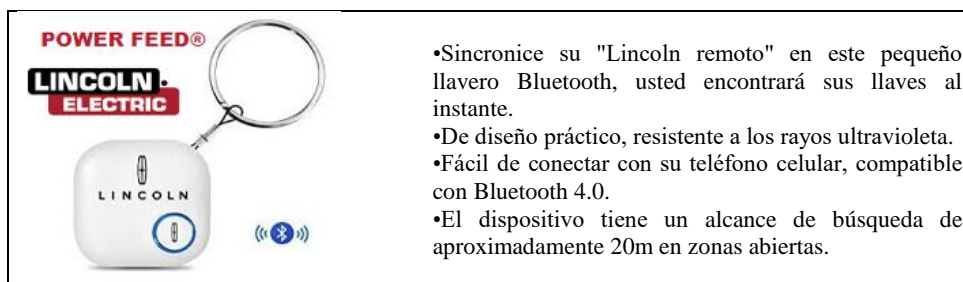 POWER FEED®
LINCOLN
ELECTRIC
LINCOLN
•Sincronice su "Lincoln remoto" en este pequeño
llavero Bluetooth, usted encontrará sus llaves al
instante.
•De diseño práctico, resistente a los rayos ultravioleta.
•Fácil de conectar con su teléfono celular, compatible
con Bluetooth 4.0.
•El dispositivo tiene un alcance de búsqueda de
aproximadamente 20m en zonas abiertas.